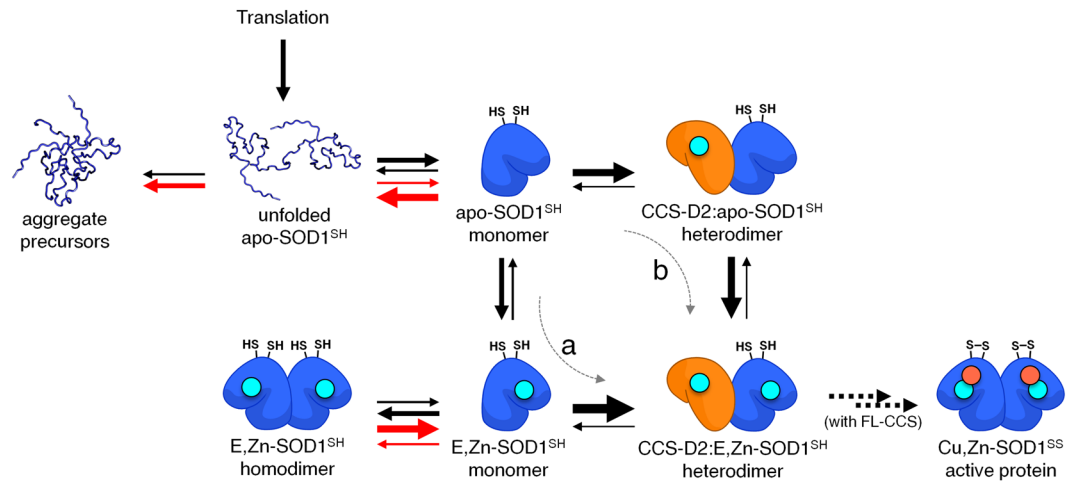 Translation
HS SH
HS SH
aggregate
precursors
unfolded
apo-SOD1SH
apo-SOD1SH
monomer
CCS-D2:apo-SOD1SH
heterodimer
b
a
HS SH HS SH
HS SH
HS SH
S–S
S–S
(with FL-CCS)
E,Zn-SOD1SH
homodimer
E,Zn-SOD1SH
monomer
CCS-D2:E,Zn-SOD1SH
heterodimer
Cu,Zn-SOD1SS
active protein